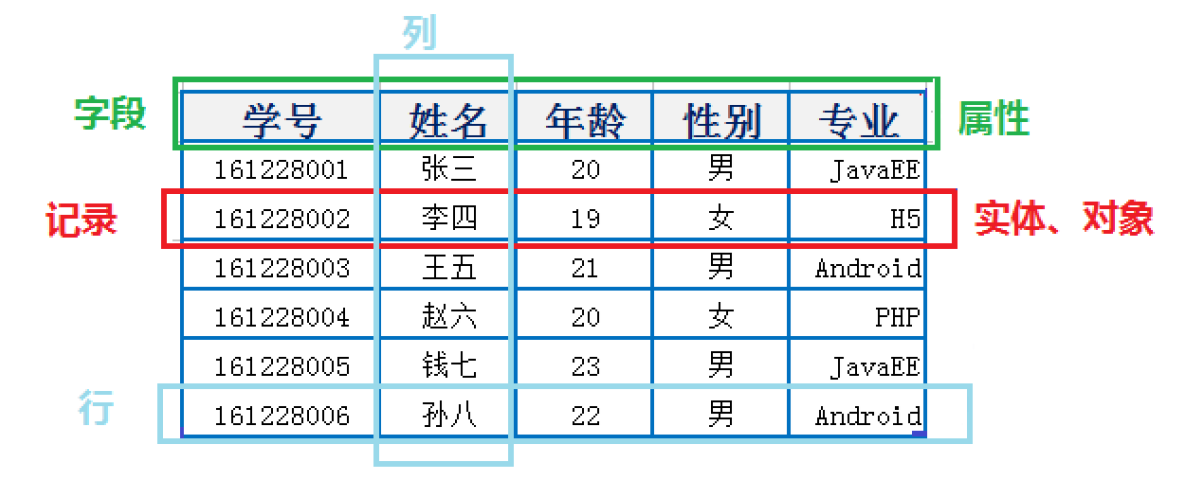 列
字段 学号 姓名 年龄 性别 专业 属性
161228001 张三 20 男 JavaEE
记录 161228002 李四 19 女 H5 实体、对象
161228003 王五 21 男 Android
161228004 赵六 20 女 PHP
161228005 钱七 23 男 JavaEE
行 161228006 孙八 22 男 Android